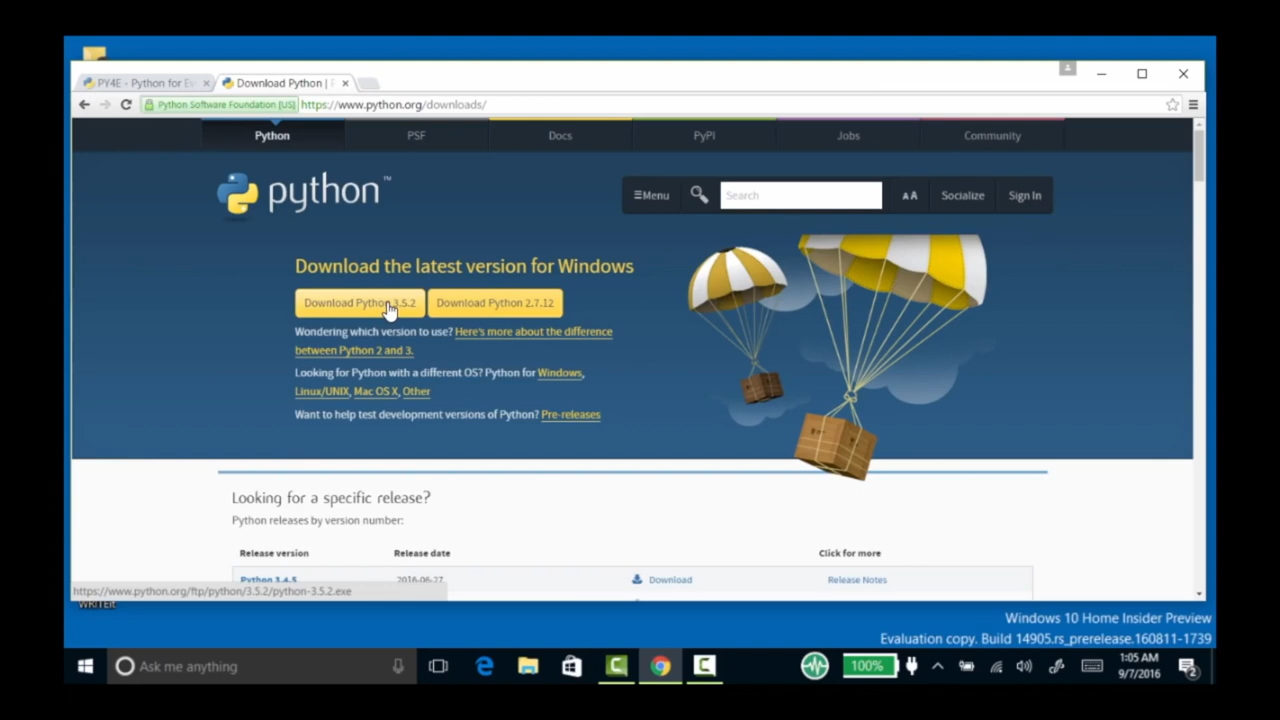 PY4E - Python for Ev
Download Python |
Python Software Foundation [US]
https://www.python.org/downloads/
Python
PSF
Docs
PyPI
Jobs
Community
python™
≡Menu
Search
AA
Socialize
Sign In
Download the latest version for Windows
Download Python 3.5.2
Download Python 2.7.12
Wondering which version to use? Here's more about the difference
between Python 2 and 3.
Looking for Python with a different OS? Python for Windows,
Linux/UNIX, Mac OS X, Other
Want to help test development versions of Python? Pre-releases
Looking for a specific release?
Python releases by version number:
Release version
Release date
Click for more
Python 3.4.5
2016-06-27
Download
Release Notes
https://www.python.org/ftp/python/3.5.2/python-3.5.2.exe
WRITEit
Windows 10 Home Insider Preview
Evaluation copy. Build 14905.rs_prerelease.160811-1739
Ask me anything
100%
1:05 AM
9/7/2016
2